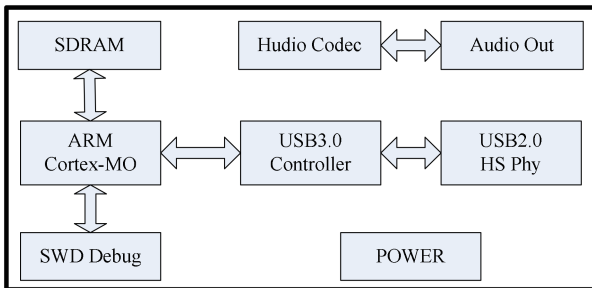 SDRAM
Hudio Codec
Audio Out
ARM
Cortex-MO
USB3.0
Controller
USB2.0
HS Phy
SWD Debug
POWER